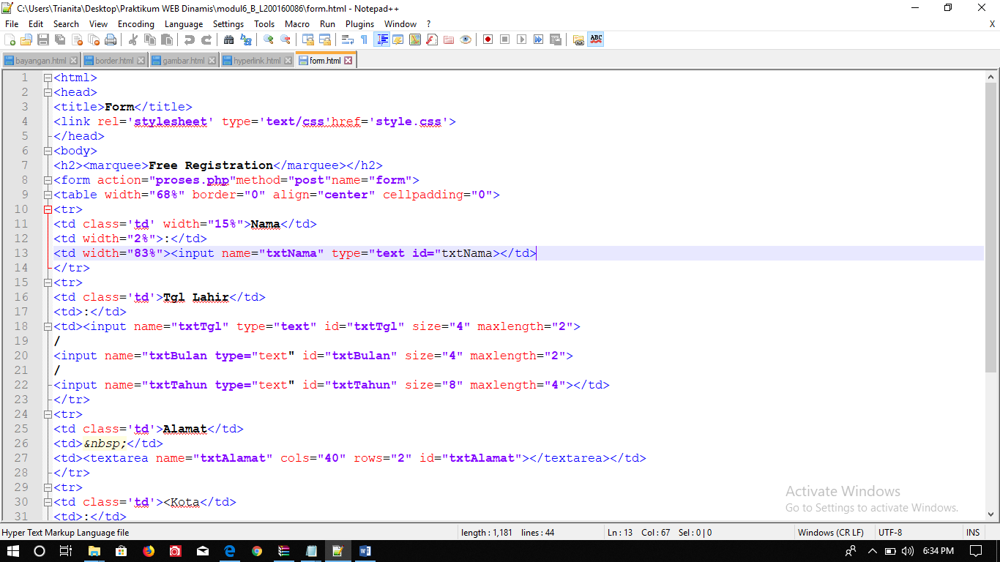 C:\Users\Trianita\Desktop\Praktikum WEB Dinamis\modul6_B_L200160086\form.html - Notepad++
File Edit Search View Encoding Language Settings Tools Macro Run Plugins Window ? X
ABC
bayangan.html border.html gambar.html hyperlink.html form.html
1 <html>
2 <head>
3 <title>Form</title>
4 <link rel='stylesheet' type='text/css'href='style.css'>
5 </head>
6 <body>
7 <h2><marquee>Free Registration</marquee></h2>
8 <form action="proses.php"method="post"name="form">
9 <table width="68%" border="0" align="center" cellpadding="0">
10 <tr>
11 <td class='td' width="15%">Nama</td>
12 <td width="2%">:</td>
13 <td width="83%"><input name="txtNama" type="text id="txtNama></td>
14 </tr>
15 <tr>
16 <td class='td'>Tgl Lahir</td>
17 <td>:</td>
18 <td><input name="txtTgl" type="text" id="txtTgl" size="4" maxlength="2">
19 /
20 <input name="txtBulan type="text" id="txtBulan" size="4" maxlength="2">
21 /
22 <input name="txtTahun type="text" id="txtTahun" size="8" maxlength="4"></td>
23 </tr>
24 <tr>
25 <td class='td'>Alamat</td>
26 <td>&nbsp;</td>
27 <td><textarea name="txtAlamat" cols="40" rows="2" id="txtAlamat"></textarea></td>
28 </tr>
29 <tr>
30 <td class='td'><Kota</td>
31 <td>:</td>
Activate Windows
Go to Settings to activate Windows.
Hyper Text Markup Language file length : 1,181 lines : 44 Ln : 13 Col : 67 Sel : 0 | 0 Windows (CR LF) UTF-8 INS
6:34 PM